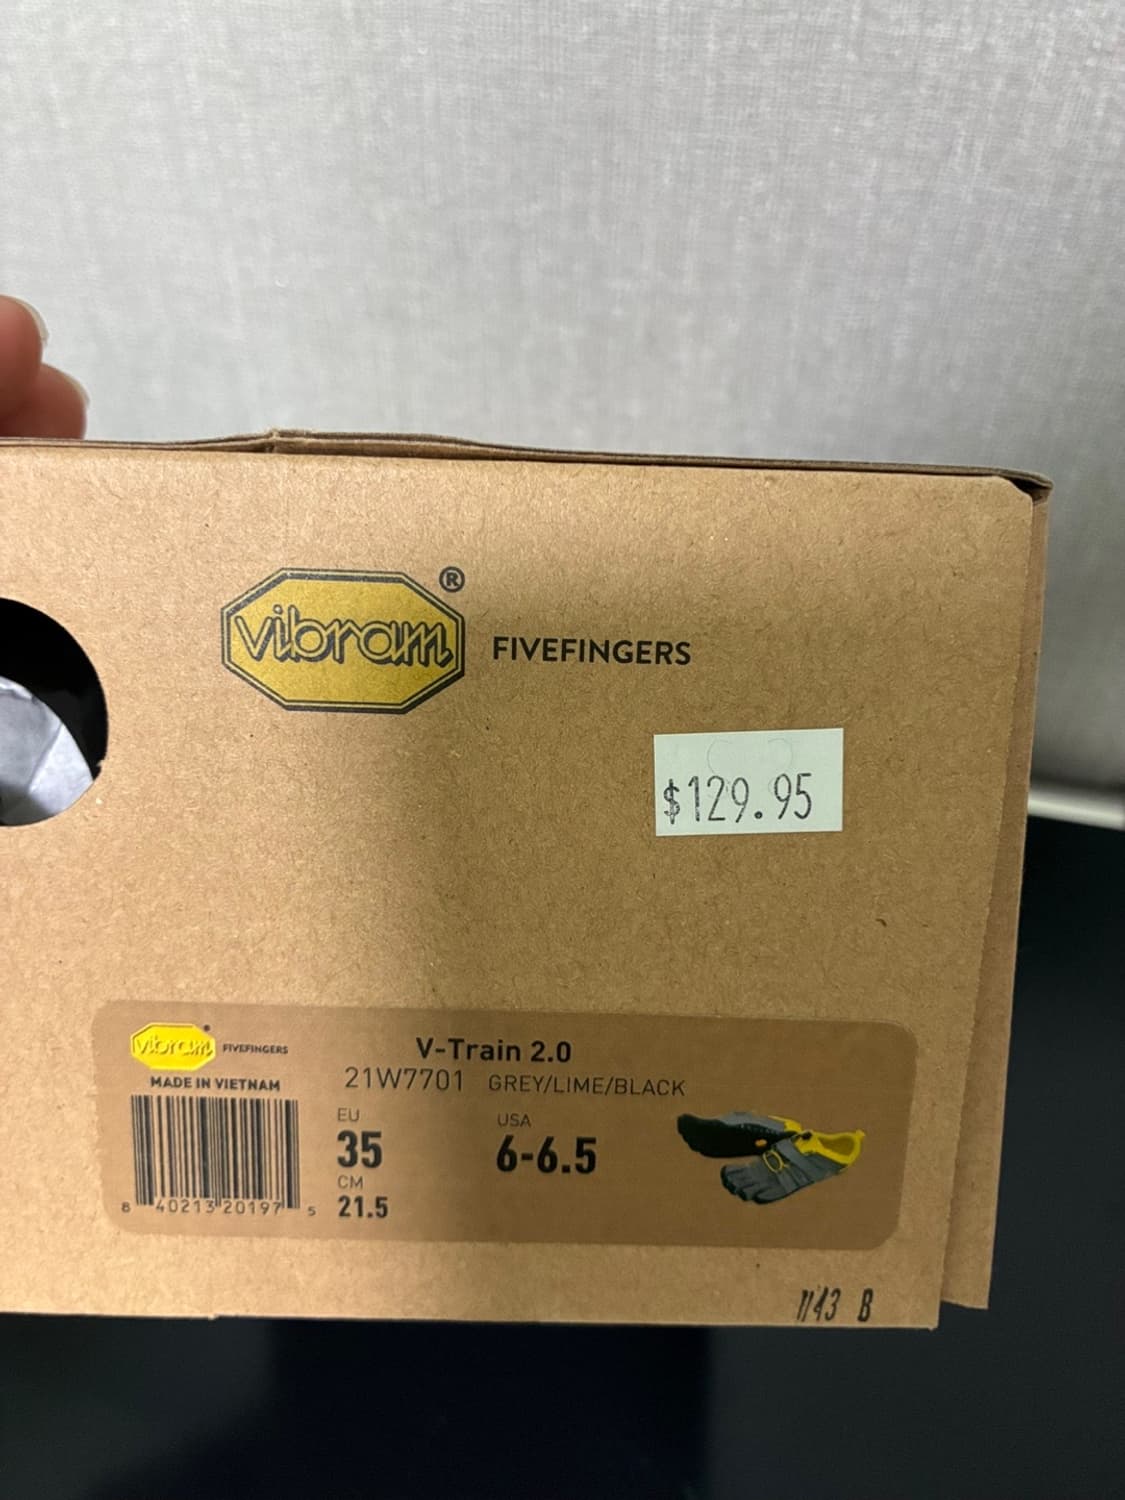 vibram® FIVEFINGERS
$129.95
vibram FIVEFINGERS
MADE IN VIETNAM
8 40213 20197 5
V-Train 2.0
21W7701 GREY/LIME/BLACK
EU
35
CM
21.5
USA
6-6.5
B